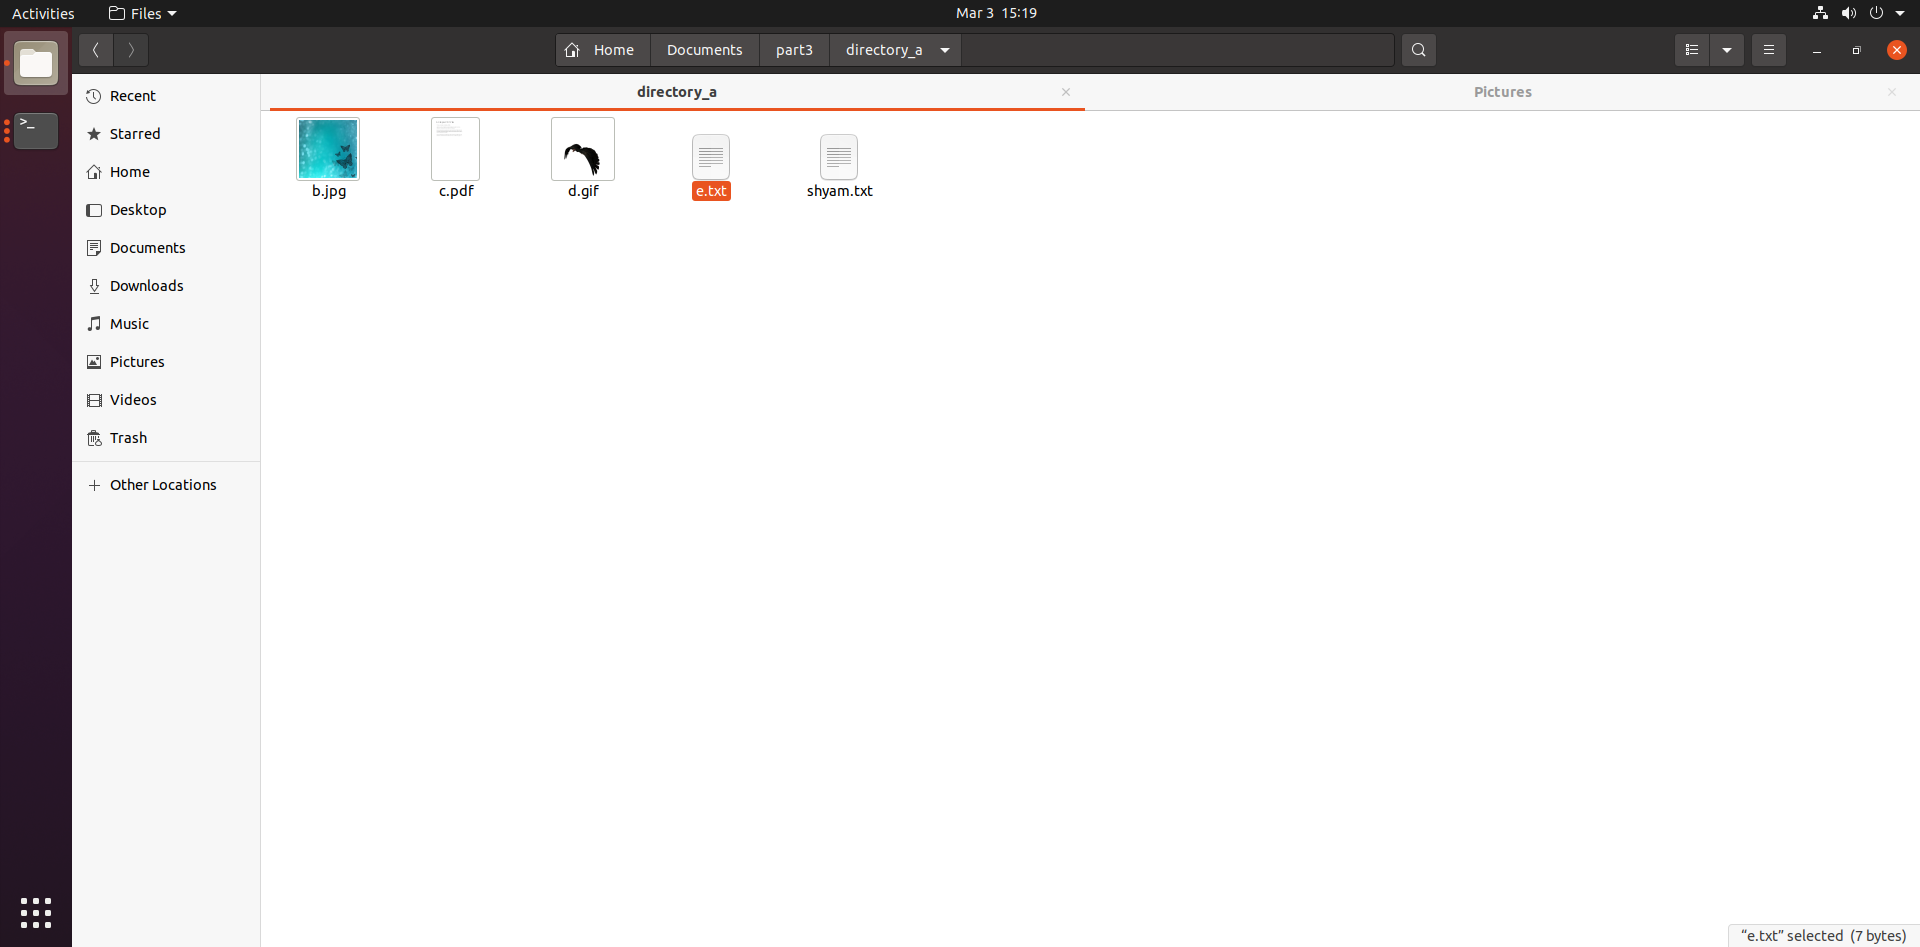 Activities Files Mar 3 15:19
Home Documents part3 directory_a
Recent
Starred
Home
Desktop
Documents
Downloads
Music
Pictures
Videos
Trash
Other Locations
directory_a Pictures
b.jpg c.pdf d.gif e.txt shyam.txt
“e.txt” selected (7 bytes)